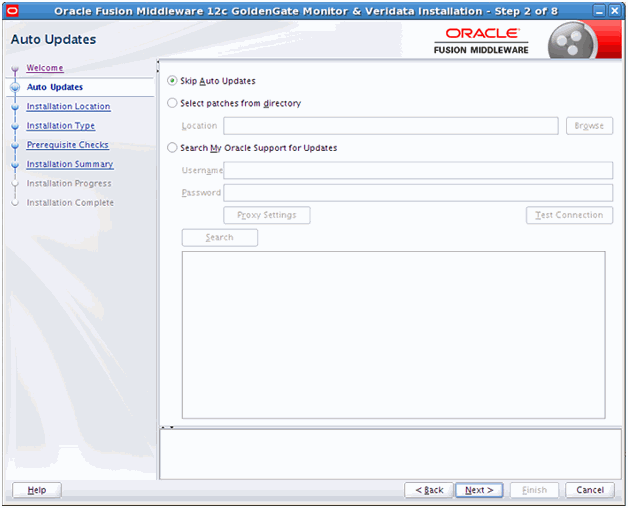 Oracle Fusion Middleware 12c GoldenGate Monitor & Veridata Installation - Step 2 of 8
Auto Updates
ORACLE
FUSION MIDDLEWARE
Welcome
Auto Updates
Installation Location
Installation Type
Prerequisite Checks
Installation Summary
Installation Progress
Installation Complete
Skip Auto Updates
Select patches from directory
Location
Browse
Search My Oracle Support for Updates
Username
Password
Proxy Settings
Test Connection
Search
Help
< Back
Next >
Finish
Cancel